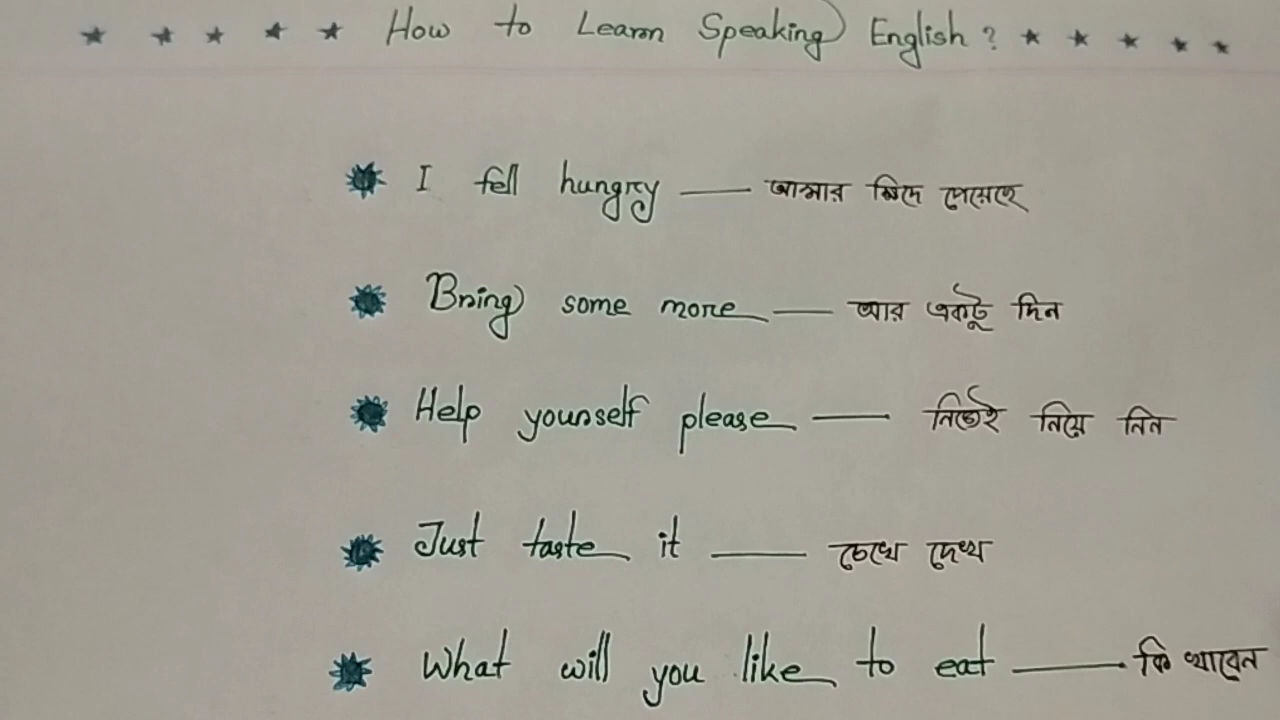 How to Learn Speaking English?
I fell hungry — আমার খিদে পেয়েছে
Bring some more — আর একটু দিন
Help yourself please — নিজেই নিয়ে নিন
Just taste it — চেখে দেখ
What will you like to eat — কি খাবেন